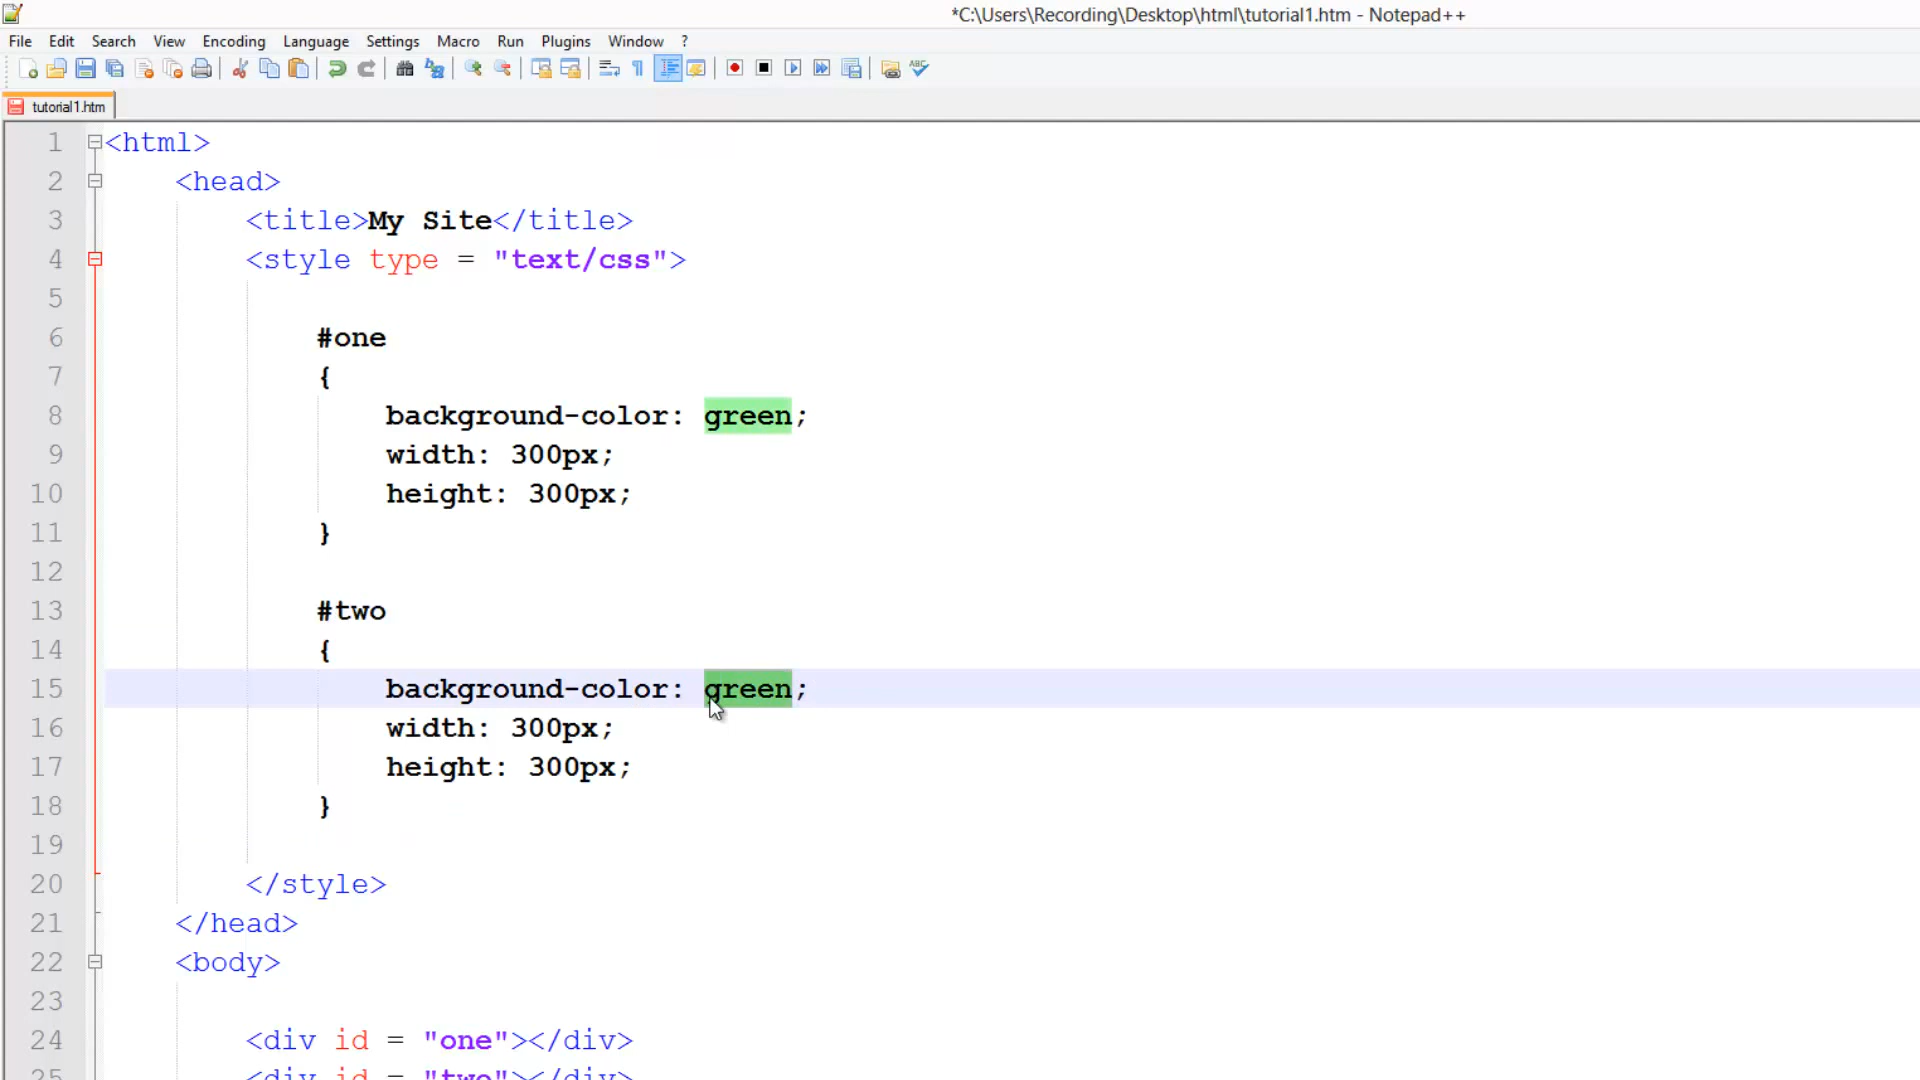 *C:\Users\Recording\Desktop\html\tutorial1.htm - Notepad++
File Edit Search View Encoding Language Settings Macro Run Plugins Window ?
tutorial1.htm
1 <html>
2 <head>
3 <title>My Site</title>
4 <style type = "text/css">
5
6 #one
7 {
8 background-color: green;
9 width: 300px;
10 height: 300px;
11 }
12
13 #two
14 {
15 background-color: green;
16 width: 300px;
17 height: 300px;
18 }
19
20 </style>
21 </head>
22 <body>
23
24 <div id = "one"></div>
25 <div id = "two"></div>